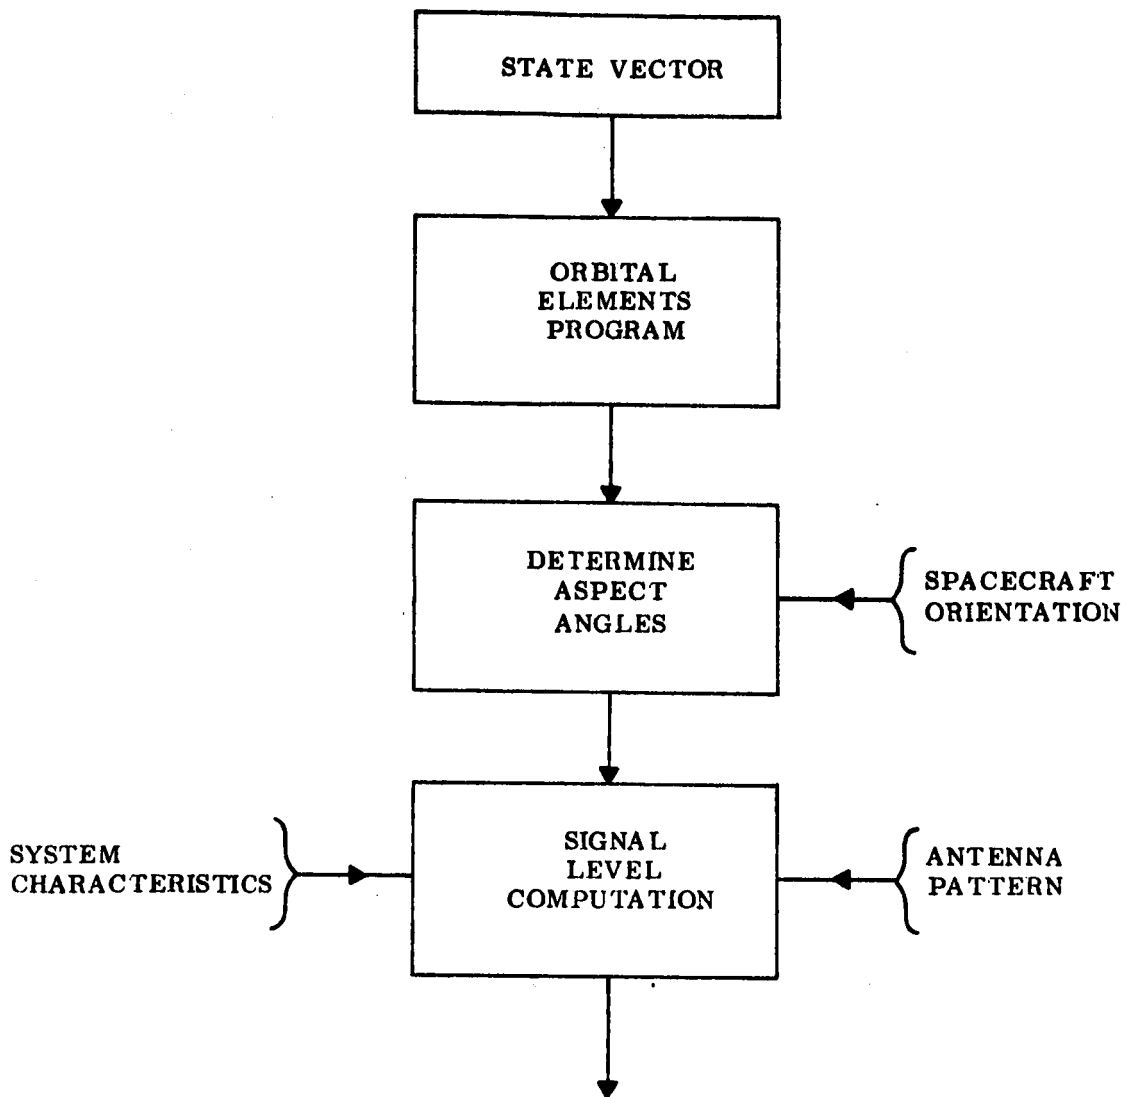 STATE VECTOR
ORBITAL
ELEMENTS
PROGRAM
DETERMINE
ASPECT
ANGLES
SPACECRAFT
ORIENTATION
SYSTEM
CHARACTERISTICS
SIGNAL
LEVEL
COMPUTATION
ANTENNA
PATTERN